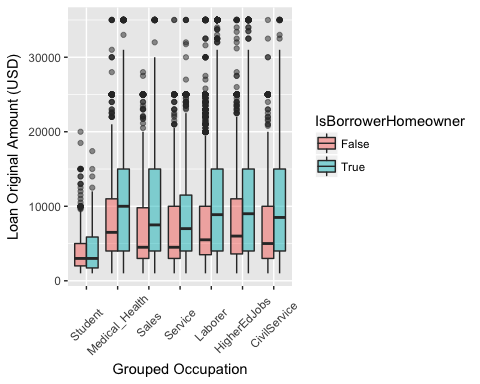 Loan Original Amount (USD)
30000
20000
10000
0
Student
Medical_Health
Sales
Service
Laborer
HigherEdJobs
CivilService
Grouped Occupation
IsBorrowerHomeowner
False
True